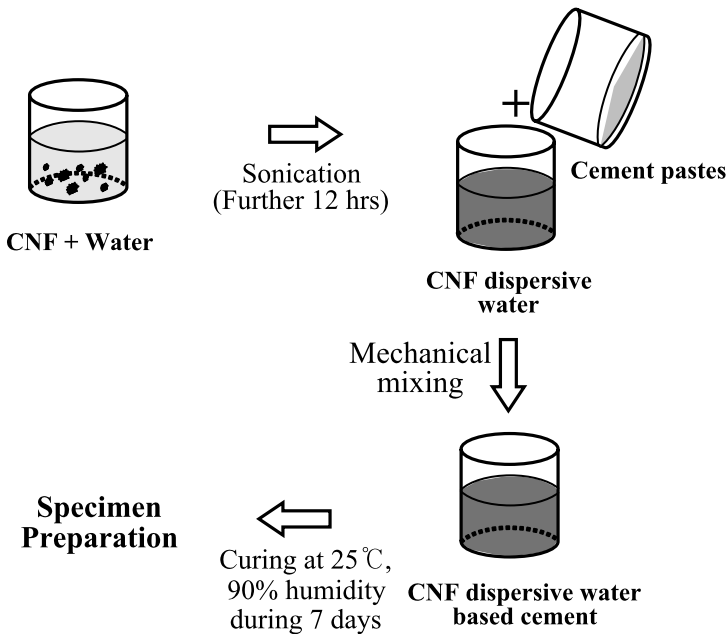 CNF + Water
Sonication
(Further 12 hrs)
+
Cement pastes
CNF dispersive
water
Mechanical
mixing
CNF dispersive water
based cement
Curing at 25℃,
90% humidity
during 7 days
Specimen
Preparation